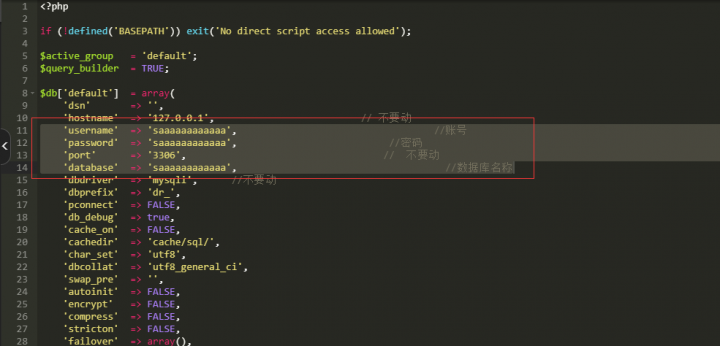 1 <?php
2
3 if (!defined('BASEPATH')) exit('No direct script access allowed');
4
5 $active_group = 'default';
6 $query_builder = TRUE;
7
8 $db['default'] = array(
9 'dsn' => '',
10 'hostname' => '127.0.0.1', // 不要动
11 'username' => 'saaaaaaaaaaaa', //账号
12 'password' => 'saaaaaaaaaaaa', //密码
13 'port' => '3306', // 不要动
14 'database' => 'saaaaaaaaaaaa', //数据库名称
15 'dbdriver' => 'mysqli', //不要动
16 'dbprefix' => 'dr_',
17 'pconnect' => FALSE,
18 'db_debug' => true,
19 'cache_on' => FALSE,
20 'cachedir' => 'cache/sql/',
21 'char_set' => 'utf8',
22 'dbcollat' => 'utf8_general_ci',
23 'swap_pre' => '',
24 'autoinit' => FALSE,
25 'encrypt' => FALSE,
26 'compress' => FALSE,
27 'stricton' => FALSE,
28 'failover' => array(),